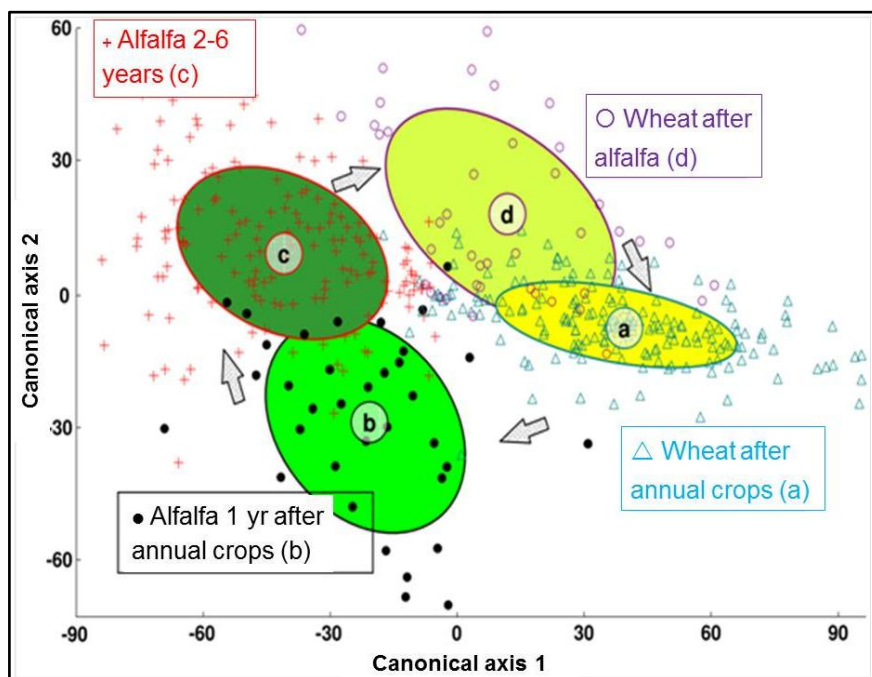 60
+ Alfalfa 2-6
years (c)
○ Wheat after
alfalfa (d)
30
d
c
Canonical axis 2
0
a
-30
b
△ Wheat after
annual crops (a)
● Alfalfa 1 yr after
annual crops (b)
-60
-90 -60 -30 0 30 60 90
Canonical axis 1